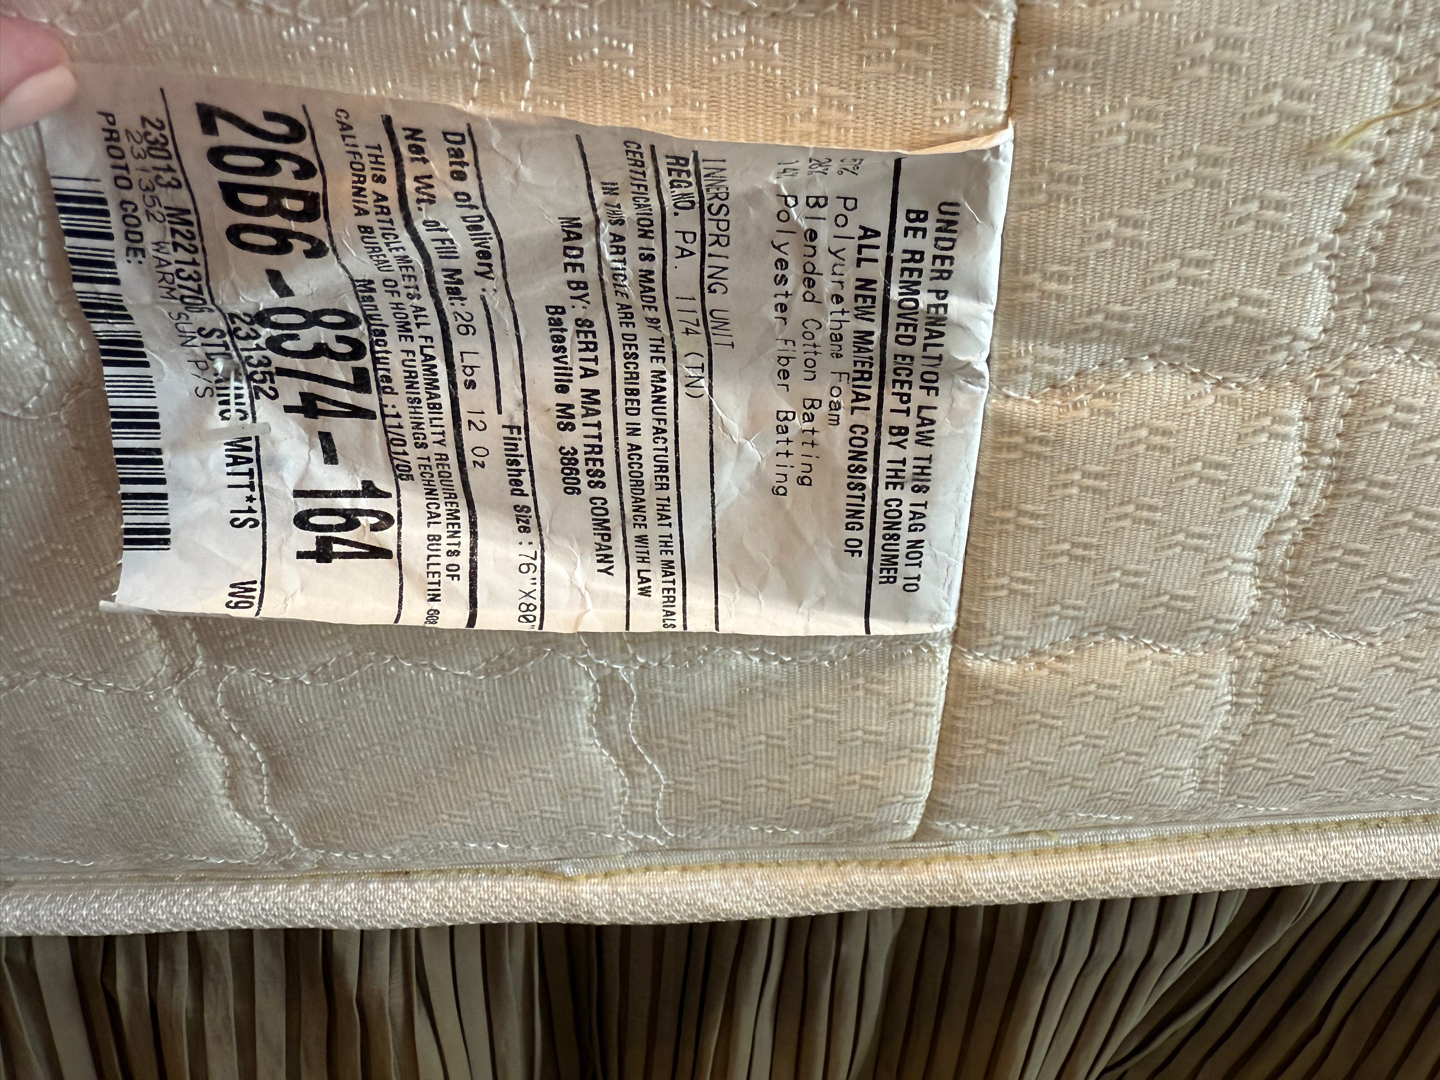 UNDER PENALTY OF LAW THIS TAG NOT TO
BE REMOVED EXCEPT BY THE CONSUMER
ALL NEW MATERIAL CONSISTING OF
Polyurethane Foam
Blended Cotton Batting
Polyester Fiber Batting
INNERSPRING UNIT
REG.NO. PA. 1174 (TN)
CERTIFICATION IS MADE BY THE MANUFACTURER THAT THE MATERIALS
IN THIS ARTICLE ARE DESCRIBED IN ACCORDANCE WITH LAW
MADE BY: SERTA MATTRESS COMPANY
Batesville MS 38606
Finished Size : 76"X80"
Date of Delivery :
Net Wt. of Fill Mat: 26 Lbs 12 Oz
THIS ARTICLE MEETS ALL FLAMMABILITY REQUIREMENTS OF
CALIFORNIA BUREAU OF HOME FURNISHINGS TECHNICAL BULLETIN 603
Manufactured :11/01/05
26B6-8374-164
231352
23013 M2213700 MATT*1S W9
231352 WARM SUN P/S
PROTO CODE: